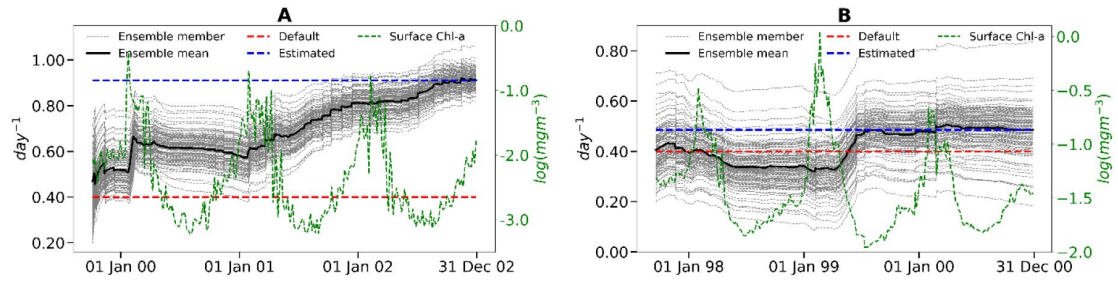 A
Ensemble member
Ensemble mean
Default
Estimated
Surface Chl-a
day⁻¹
1.00
0.80
0.60
0.40
0.20
0.0
−1.0
−2.0
−3.0
log(mgm⁻³)
01 Jan 00
01 Jan 01
01 Jan 02
31 Dec 02
B
Ensemble member
Ensemble mean
Default
Estimated
Surface Chl-a
day⁻¹
0.80
0.60
0.40
0.20
0.00
0.0
−0.5
−1.0
−1.5
−2.0
log(mgm⁻³)
01 Jan 98
01 Jan 99
01 Jan 00
31 Dec 00